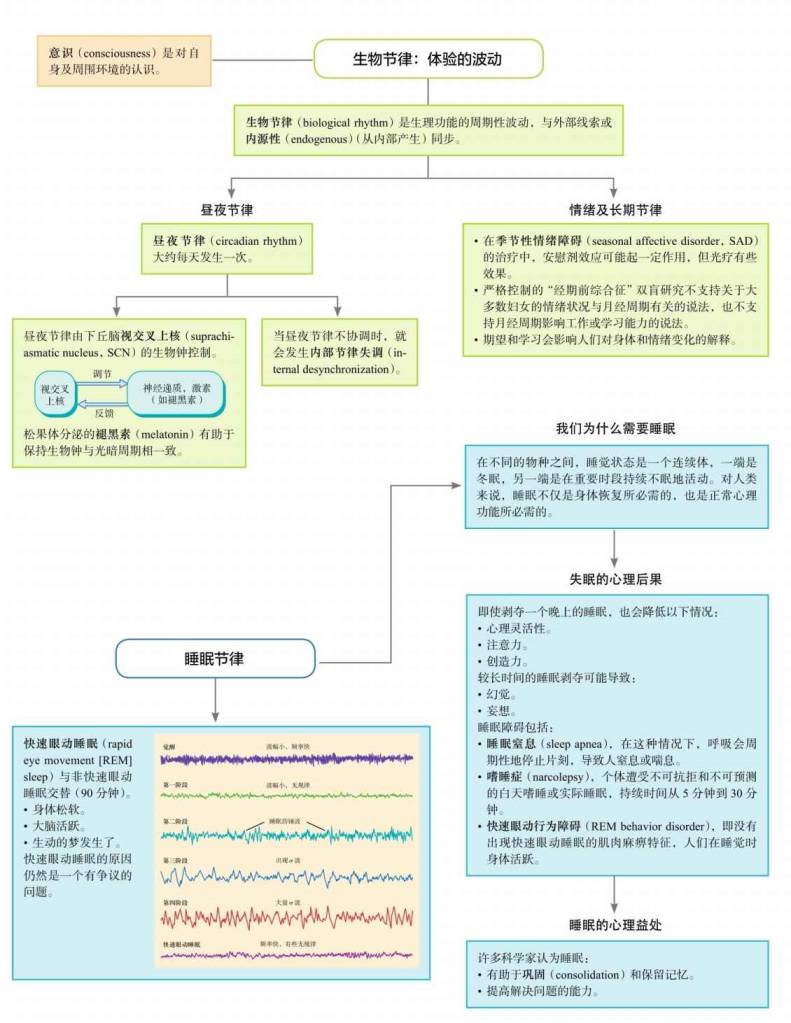 意识（consciousness）是对自
身及周围环境的认识。
生物节律：体验的波动
生物节律（biological rhythm）是生理功能的周期性波动，与外部线索或
内源性（endogenous）（从内部产生）同步。
昼夜节律
昼夜节律（circadian rhythm）
大约每天发生一次。
昼夜节律由下丘脑视交叉上核（suprachi-
asmatic nucleus，SCN）的生物钟控制。
视交叉
上核
调节
反馈
神经递质，激素
（如褪黑素）
松果体分泌的褪黑素（melatonin）有助于
保持生物钟与光暗周期相一致。
当昼夜节律不协调时，就
会发生内部节律失调（in-
ternal desynchronization）。
情绪及长期节律
• 在季节性情绪障碍（seasonal affective disorder，SAD）
的治疗中，安慰剂效应可能起一定作用，但光疗有些
效果。
• 严格控制的“经期前综合征”双盲研究不支持关于大
多数妇女的情绪状况与月经周期有关的说法，也不支
持月经周期影响工作或学习能力的说法。
• 期望和学习会影响人们对身体和情绪变化的解释。
睡眠节律
快速眼动睡眠（rapid
eye movement [REM]
sleep）与非快速眼动
睡眠交替（90 分钟）。
• 身体松软。
• 大脑活跃。
• 生动的梦发生了。
快速眼动睡眠的原因
仍然是一个有争议的
问题。
觉醒
波幅小、频率快
第一阶段
波幅小、无规律
第二阶段
睡眠纺锤波
第三阶段
出现σ波
第四阶段
大量σ波
快速眼动睡眠
频率快，有些无规律
我们为什么需要睡眠
在不同的物种之间，睡觉状态是一个连续体，一端是
冬眠，另一端是在重要时段持续不眠地活动。对人类
来说，睡眠不仅是身体恢复所必需的，也是正常心理
功能所必需的。
失眠的心理后果
即使剥夺一个晚上的睡眠，也会降低以下情况：
• 心理灵活性。
• 注意力。
• 创造力。
较长时间的睡眠剥夺可能导致：
• 幻觉。
• 妄想。
睡眠障碍包括：
• 睡眠窒息（sleep apnea），在这种情况下，呼吸会周
期性地停止片刻，导致人窒息或喘息。
• 嗜睡症（narcolepsy），个体遭受不可抗拒和不可预测
的白天嗜睡或实际睡眠，持续时间从 5 分钟到 30 分
钟。
• 快速眼动行为障碍（REM behavior disorder），即没有
出现快速眼动睡眠的肌肉麻痹特征，人们在睡觉时
身体活跃。
睡眠的心理益处
许多科学家认为睡眠：
• 有助于巩固（consolidation）和保留记忆。
• 提高解决问题的能力。